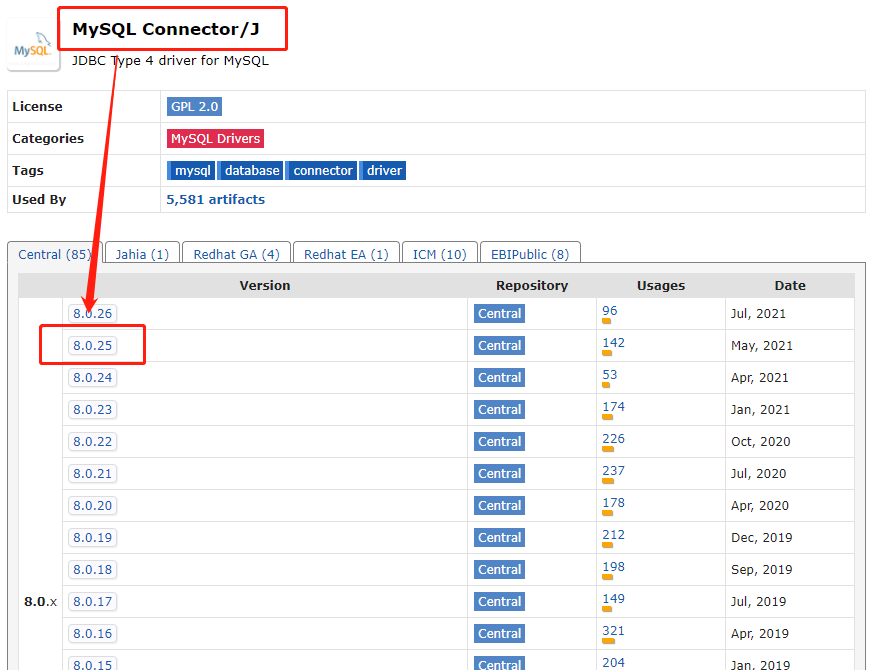 MySQL Connector/J
MySQL
JDBC Type 4 driver for MySQL
License GPL 2.0
Categories MySQL Drivers
Tags mysql database connector driver
Used By 5,581 artifacts
Central (85) Jahia (1) Redhat GA (4) Redhat EA (1) ICM (10) EBIPublic (8)
Version Repository Usages Date
8.0.26 Central 96 Jul, 2021
8.0.25 Central 142 May, 2021
8.0.24 Central 53 Apr, 2021
8.0.23 Central 174 Jan, 2021
8.0.22 Central 226 Oct, 2020
8.0.21 Central 237 Jul, 2020
8.0.20 Central 178 Apr, 2020
8.0.19 Central 212 Dec, 2019
8.0.18 Central 198 Sep, 2019
8.0.x 8.0.17 Central 149 Jul, 2019
8.0.16 Central 321 Apr, 2019
8.0.15 Central 204 Jan, 2019